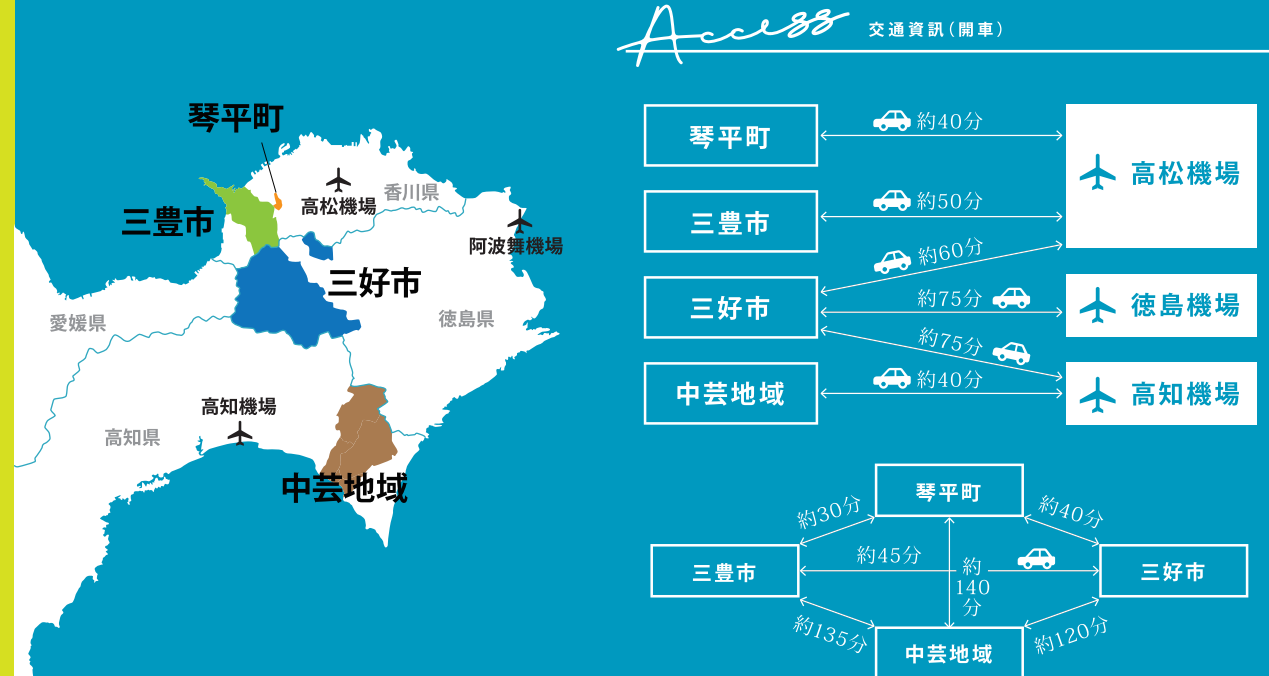 Access 交通資訊(開車)
琴平町
三豊市
高松機場
香川県
阿波舞機場
三好市
愛媛県
徳島県
高知機場
高知県
中芸地域
琴平町
約40分
高松機場
三豊市
約50分
約60分
三好市
約75分
徳島機場
約75分
中芸地域
約40分
高知機場
琴平町
約30分
約40分
三豊市
約45分
約
140
分
三好市
約135分
約120分
中芸地域